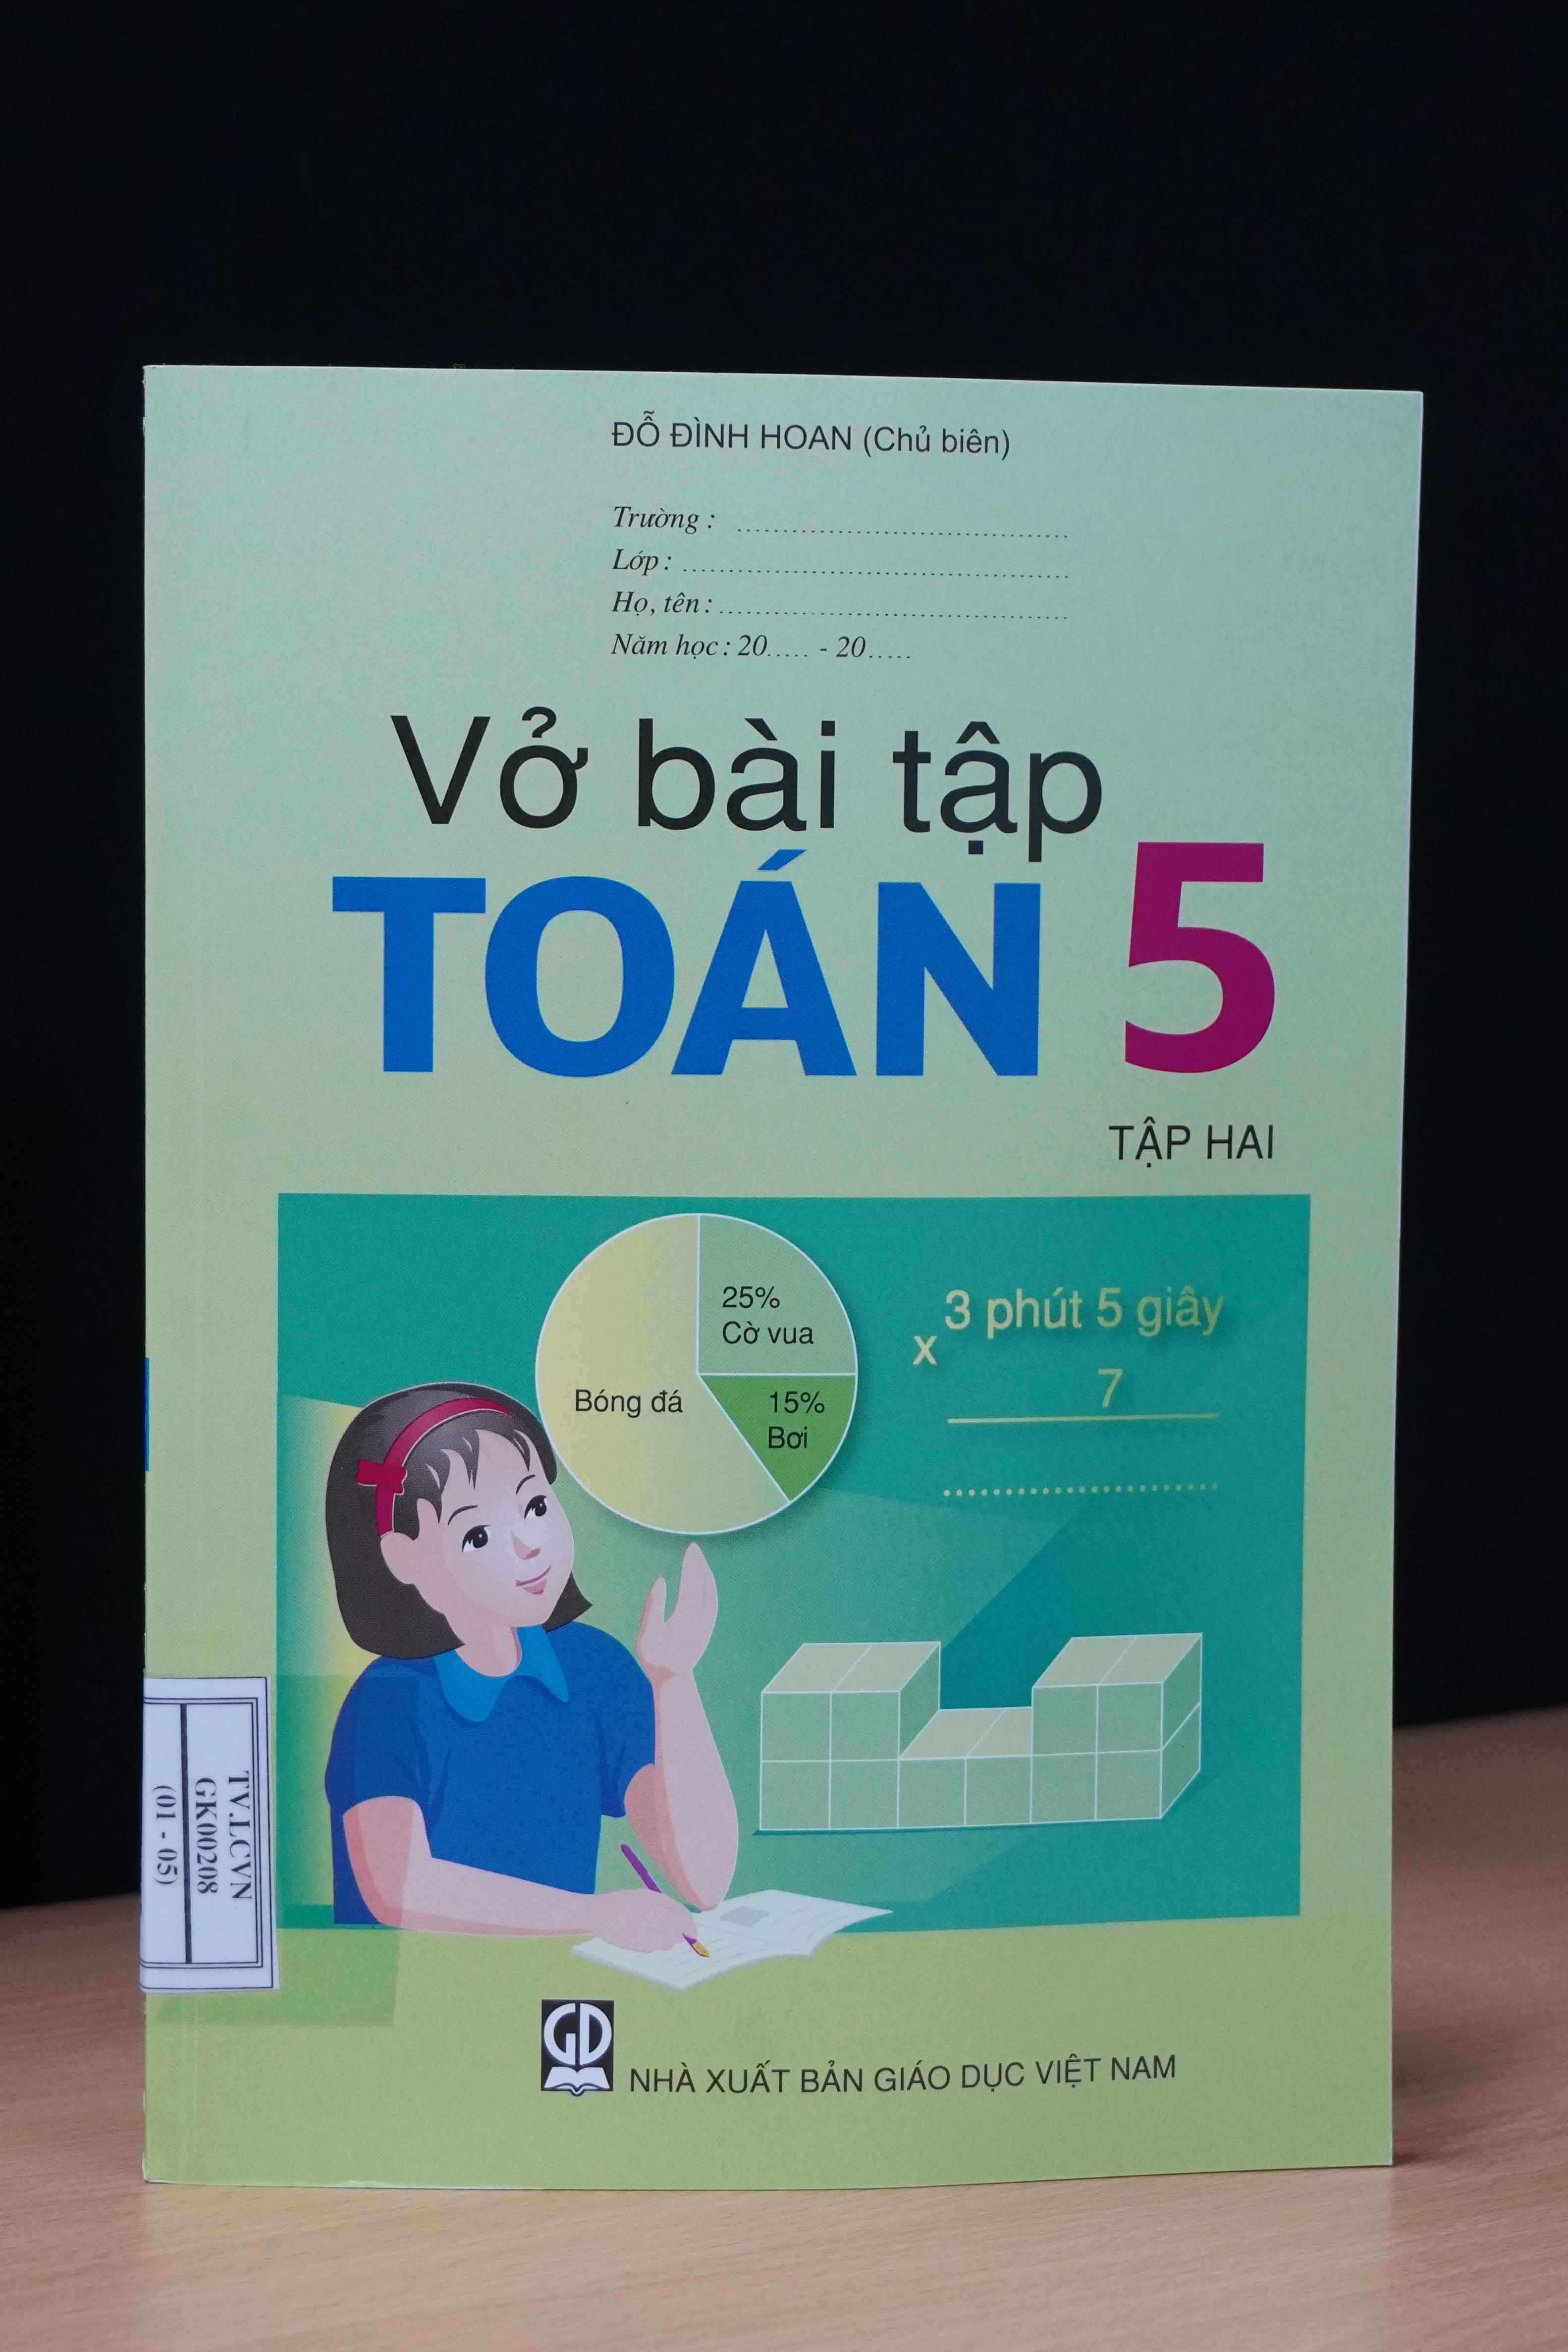 ĐỖ ĐÌNH HOAN (Chủ biên)
Trường : ....................................
Lớp : ..........................................
Họ, tên : ......................................
Năm học : 20..... - 20.....
Vở bài tập
TOÁN 5
TẬP HAI
25%
Cờ vua
Bóng đá
15%
Bơi
3 phút 5 giây
x
7
..............................
TV.LCVN
GK00208
(01 - 05)
GD
NHÀ XUẤT BẢN GIÁO DỤC VIỆT NAM